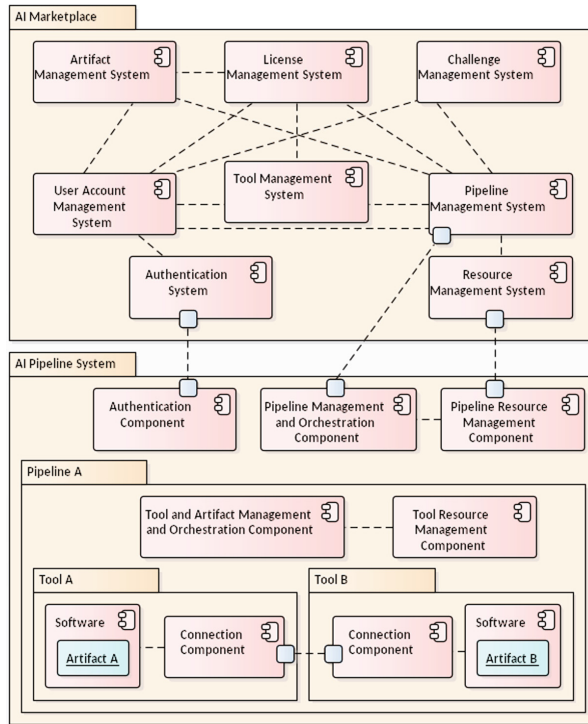 AI Marketplace
Artifact
Management System
License
Management System
Challenge
Management System
User Account
Management
System
Tool Management
System
Pipeline
Management System
Authentication
System
Resource
Management System
AI Pipeline System
Authentication
Component
Pipeline Management
and Orchestration
Component
Pipeline Resource
Management
Component
Pipeline A
Tool and Artifact Management
and Orchestration Component
Tool Resource
Management
Component
Tool A
Software
Artifact A
Connection
Component
Tool B
Connection
Component
Software
Artifact B